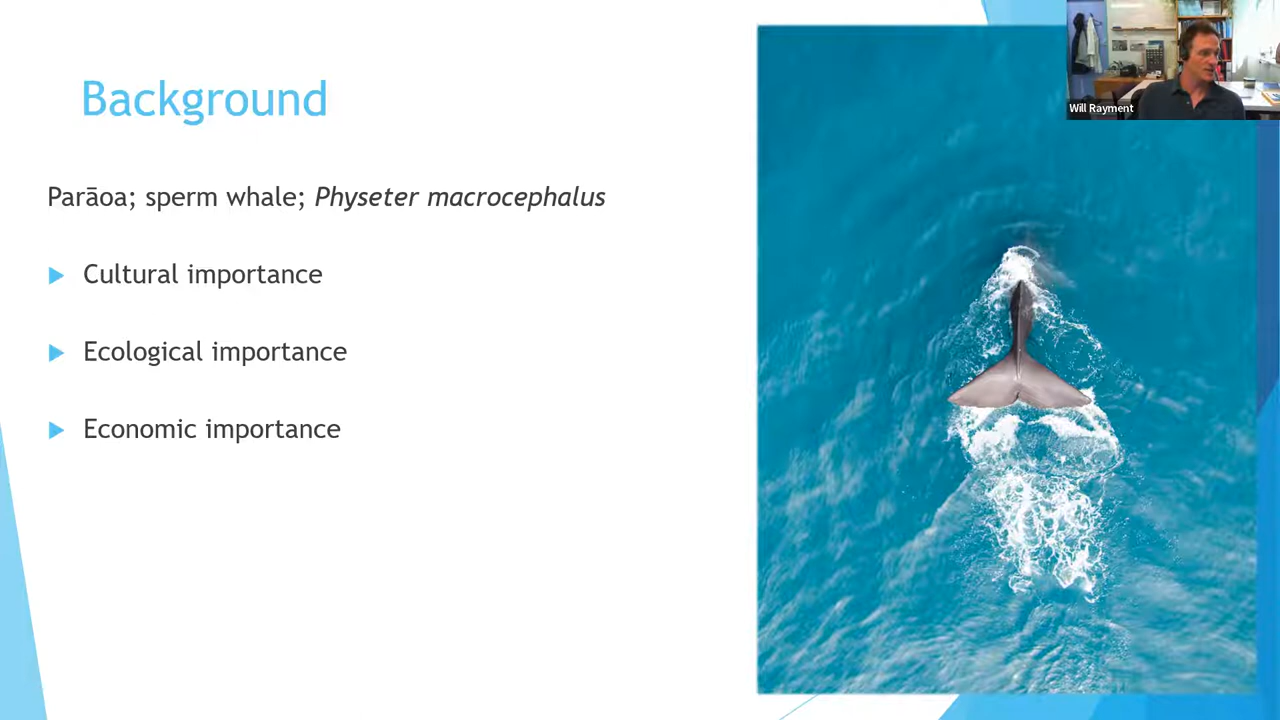 Background
Parāoa; sperm whale; Physeter macrocephalus
Cultural importance
Ecological importance
Economic importance
Will Rayment